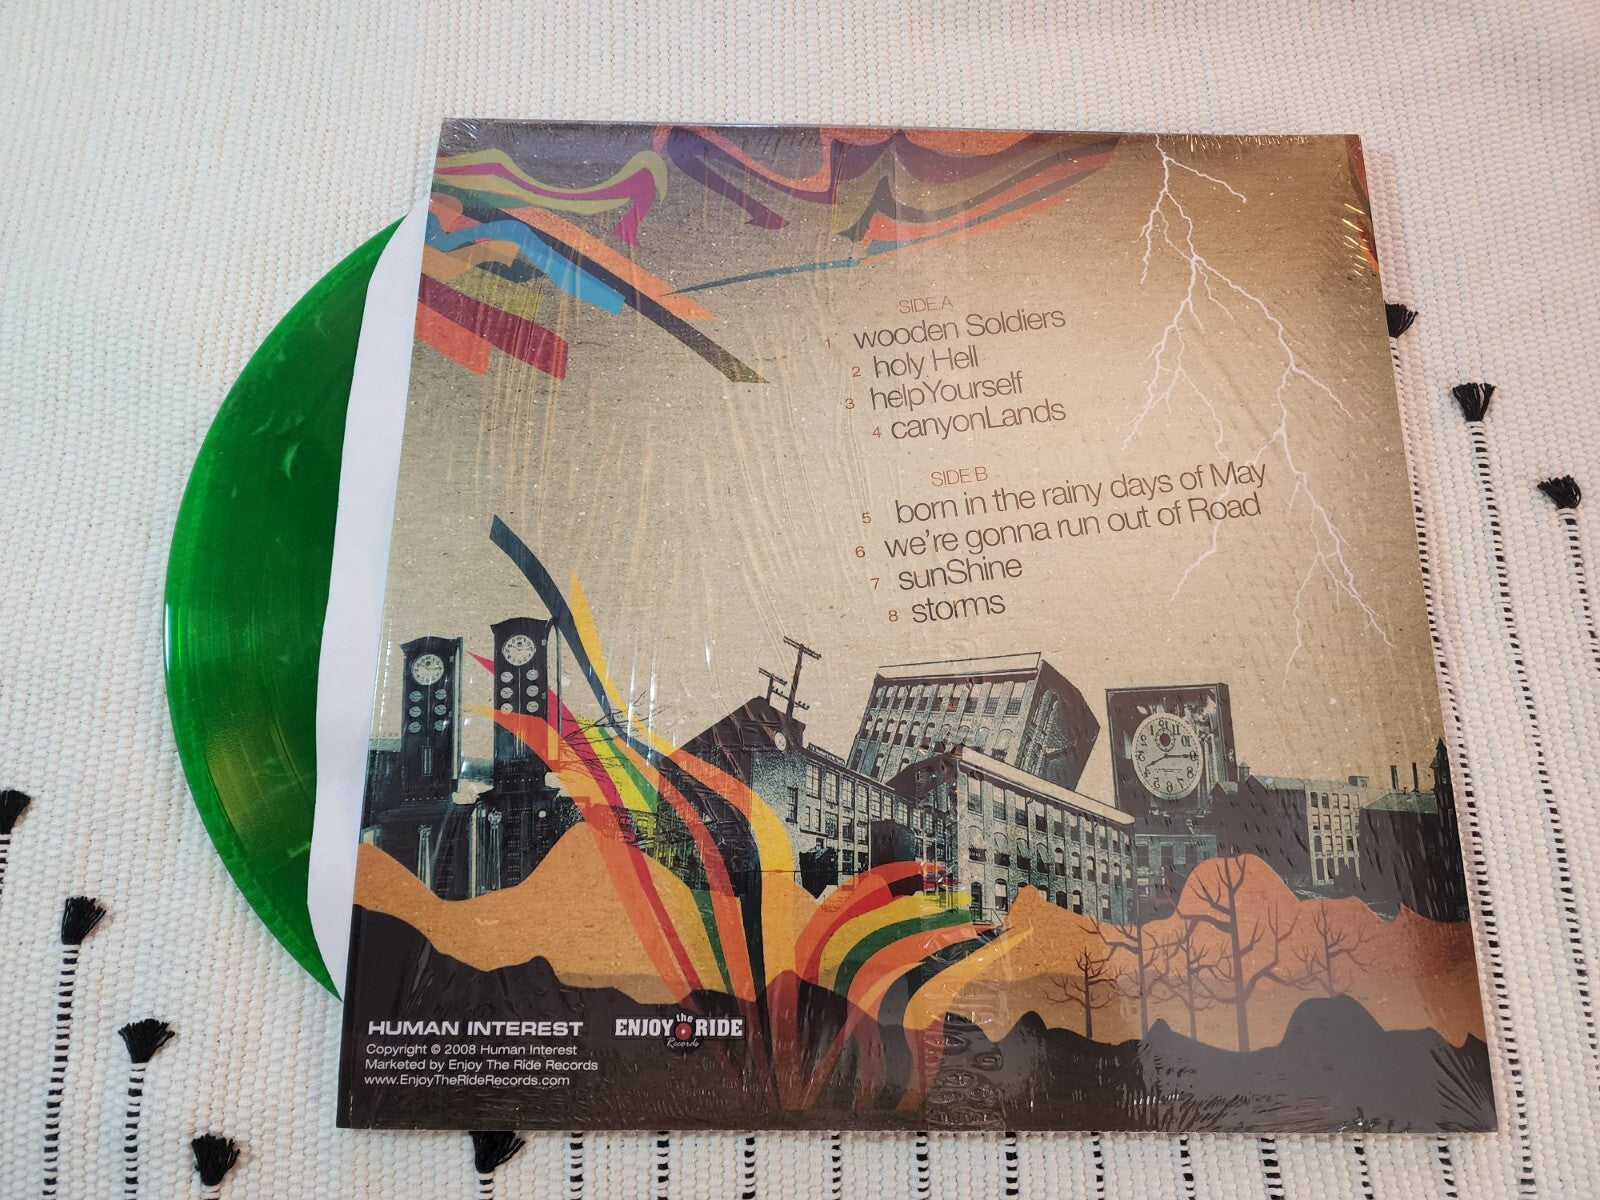 SIDE A
1 wooden Soldiers
2 holy Hell
3 helpYourself
4 canyonLands
SIDE B
5 born in the rainy days of May
6 we're gonna run out of Road
7 sunShine
8 storms
HUMAN INTEREST
Copyright © 2008 Human Interest
Marketed by Enjoy The Ride Records
www.EnjoyTheRideRecords.com
ENJOY the RIDE
Records